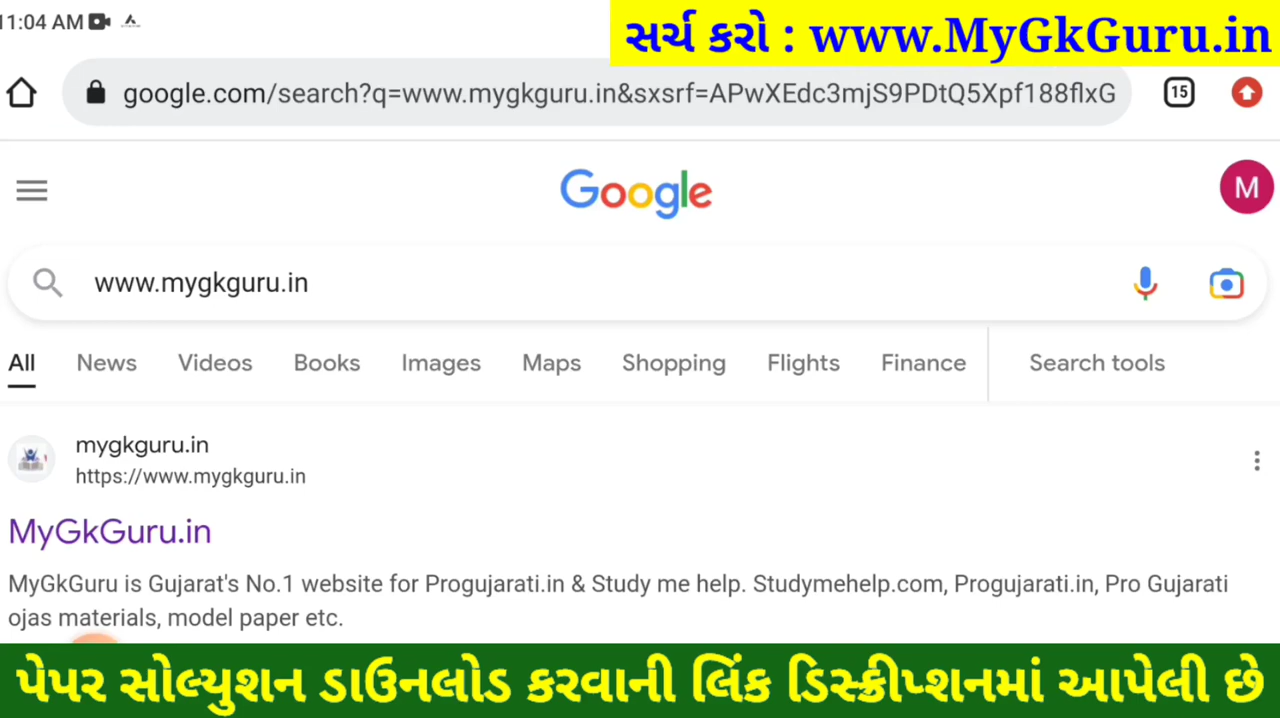 11:04 AM
સર્ચ કરો : www.MyGkGuru.in
google.com/search?q=www.mygkguru.in&sxsrf=APwXEdc3mjS9PDtQ5Xpf188flxG
15
Google
M
www.mygkguru.in
All News Videos Books Images Maps Shopping Flights Finance Search tools
mygkguru.in
https://www.mygkguru.in
MyGkGuru.in
MyGkGuru is Gujarat's No.1 website for Progujarati.in & Study me help. Studymehelp.com, Progujarati.in, Pro Gujarati
ojas materials, model paper etc.
પેપર સોલ્યુશન ડાઉનલોડ કરવાની લિંક ડિસ્ક્રીપ્શનમાં આપેલી છે